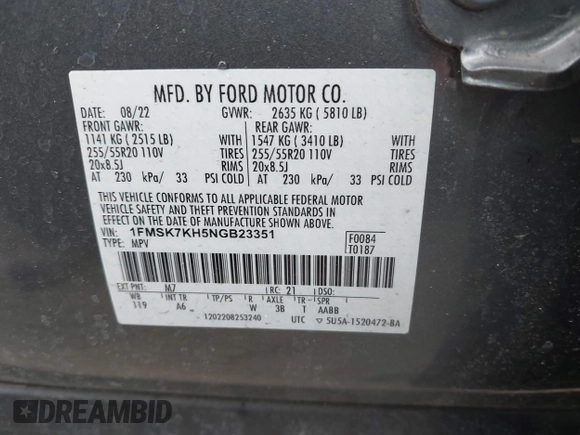 MFD. BY FORD MOTOR CO.
DATE: 08/22 GVWR: 2635 KG ( 5810 LB)
FRONT GAWR: REAR GAWR:
1141 KG ( 2515 LB) WITH 1547 KG ( 3410 LB) WITH
255/55R20 110V TIRES 255/55R20 110V TIRES
20x8.5J RIMS 20x8.5J RIMS
AT 230 kPa/ 33 PSI COLD AT 230 kPa/ 33 PSI COLD
THIS VEHICLE CONFORMS TO ALL APPLICABLE FEDERAL MOTOR
VEHICLE SAFETY AND THEFT PREVENTION STANDARDS IN
EFFECT ON THE DATE OF MANUFACTURE SHOWN ABOVE.
VIN: 1FMSK7KH5NGB23351 F0084
TYPE: MPV T0187
EXT PNT: M7 RC: 21 DSO:
WB INT TR TP/PS R AXLE TR SPR
119 A6 W 3B T AABB
1202208253240 UTC ▽ SU5A-1520472-BA
DREAMBID